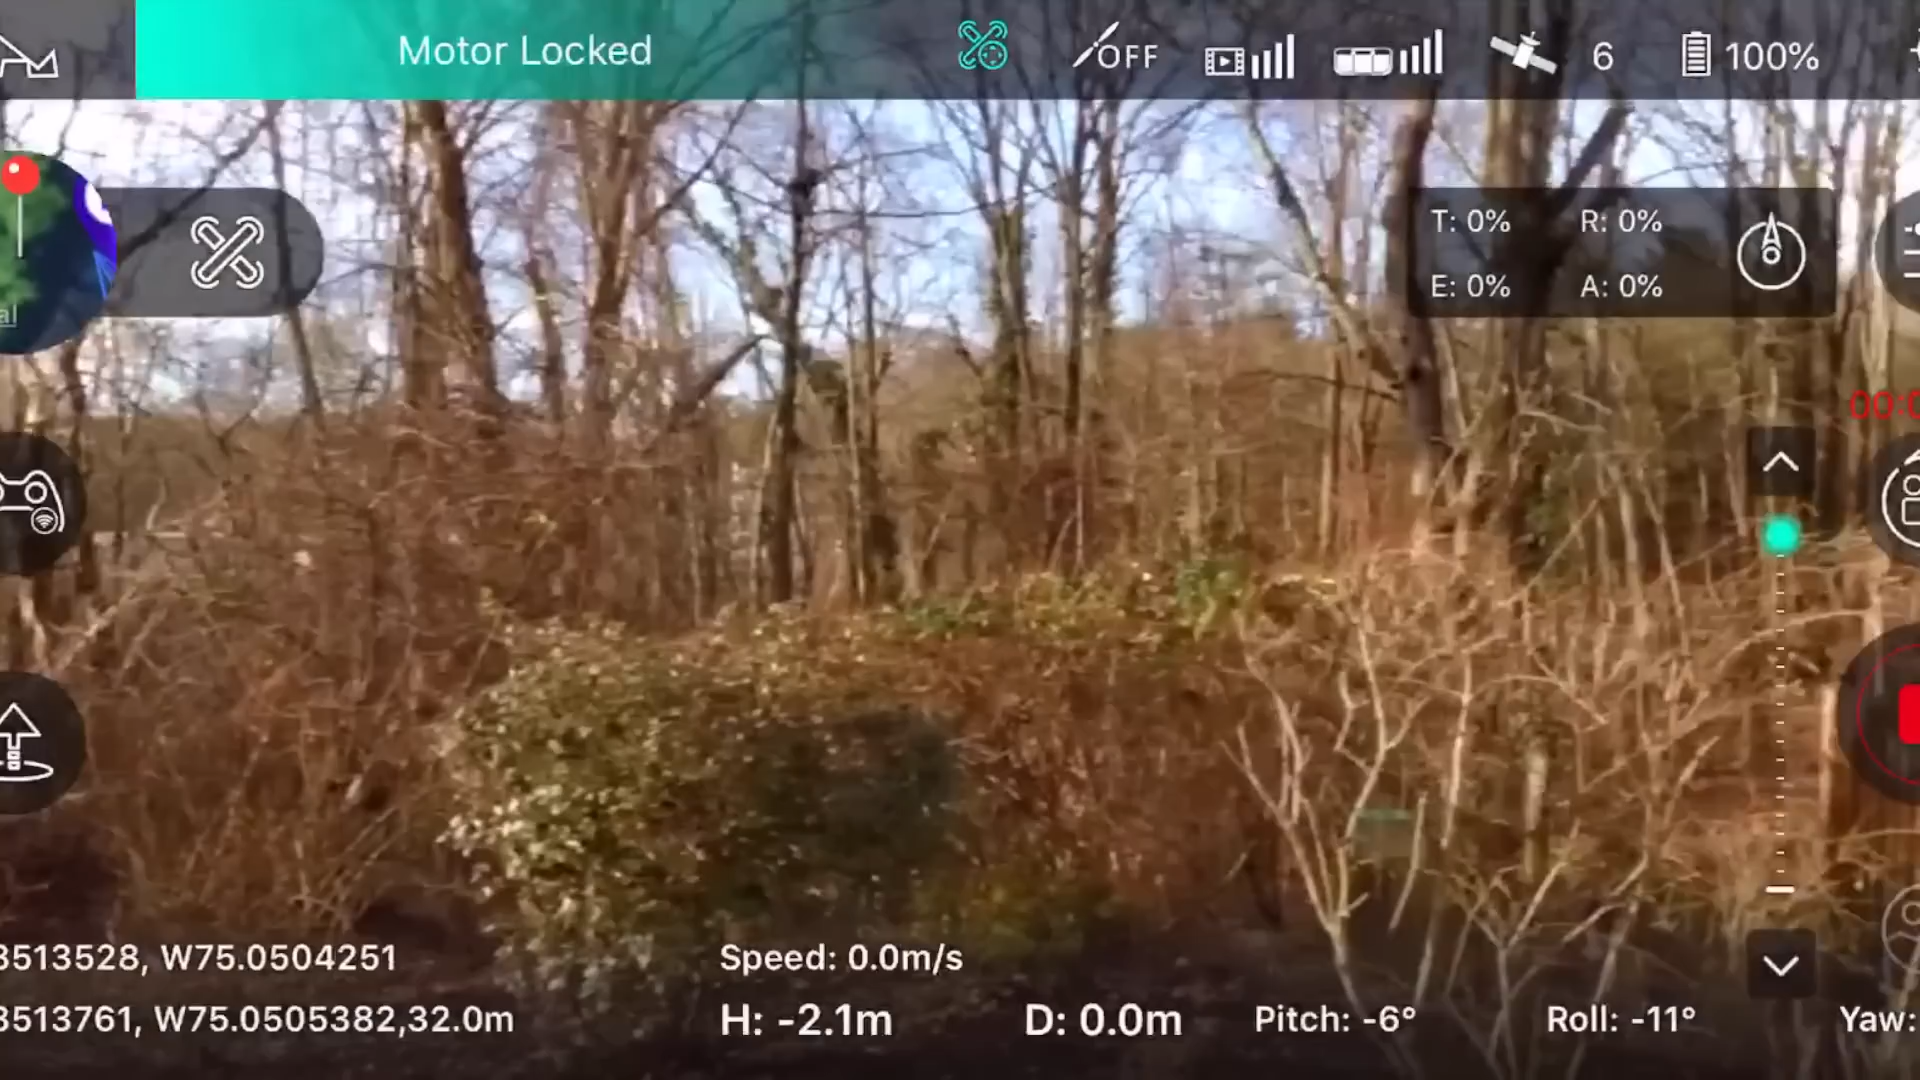 Motor Locked
OFF
6
100%
T: 0% R: 0%
E: 0% A: 0%
3513528, W75.0504251
3513761, W75.0505382,32.0m
Speed: 0.0m/s
H: -2.1m D: 0.0m Pitch: -6° Roll: -11° Yaw: